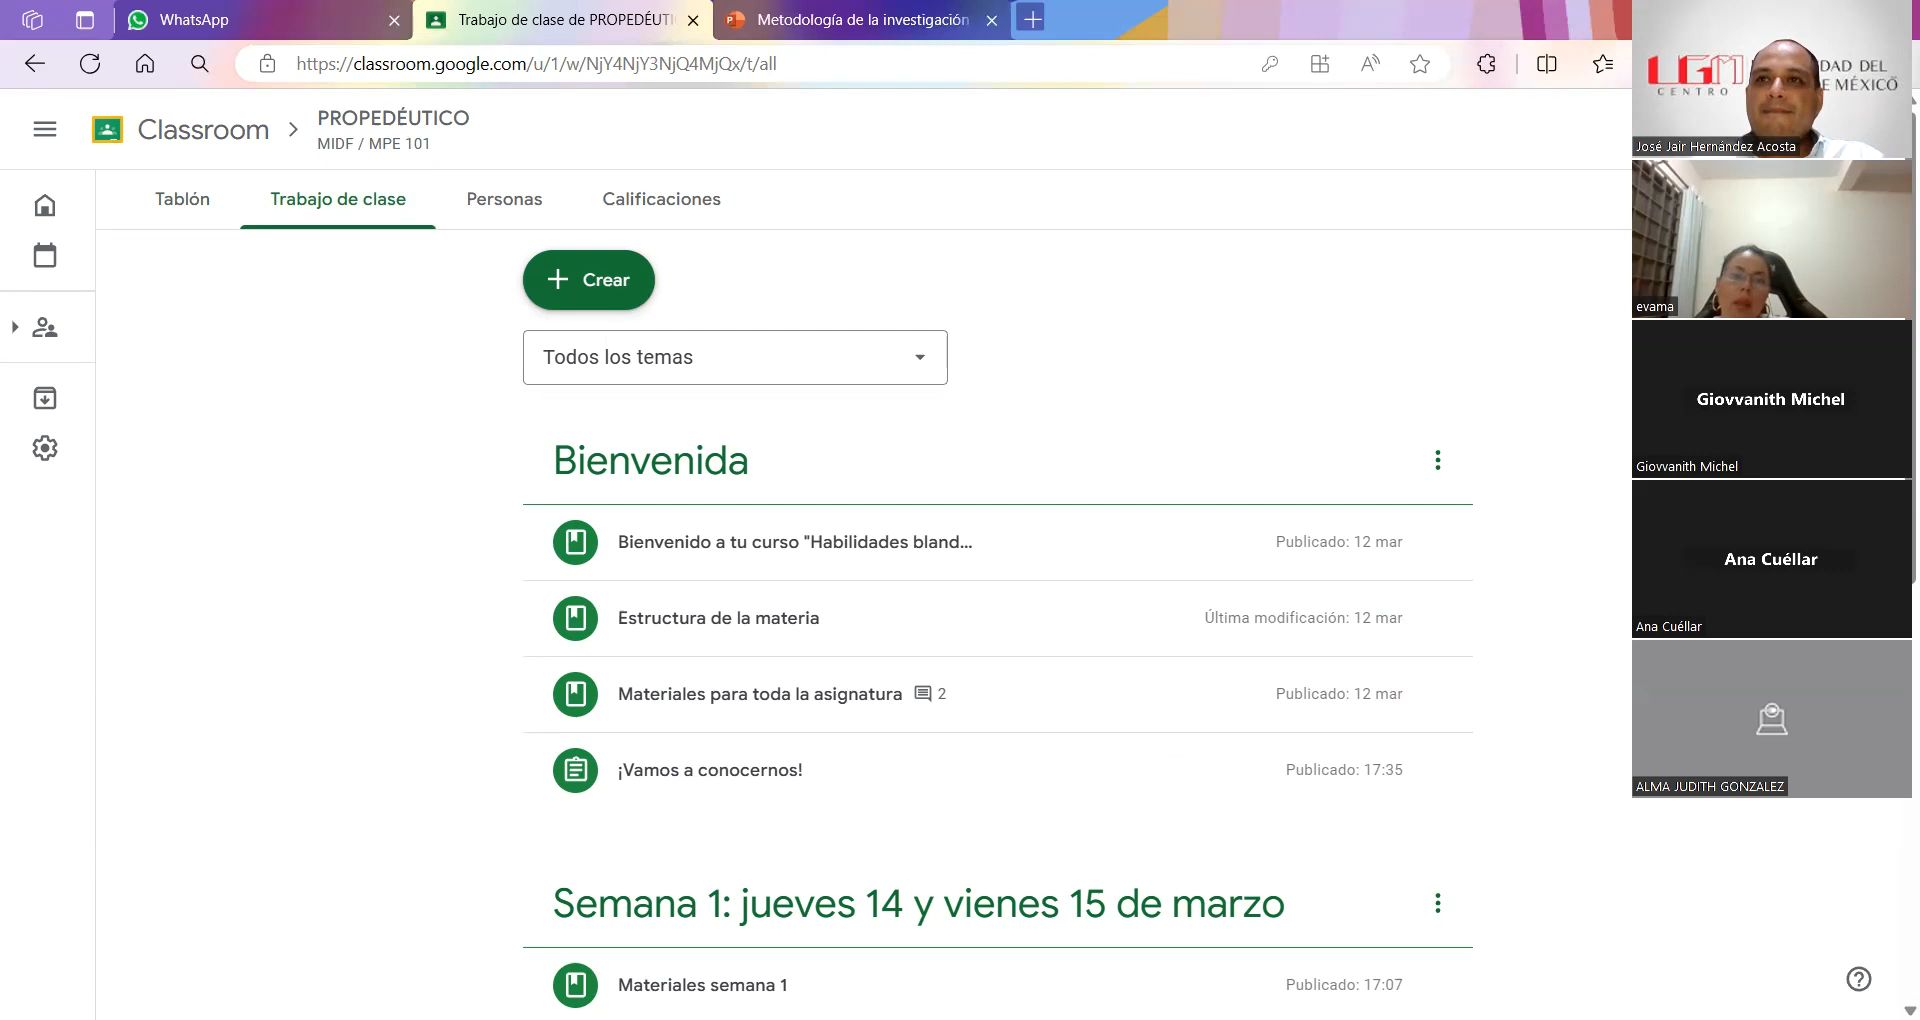 WhatsApp
Trabajo de clase de PROPEDÉUTI
Metodología de la investigación
https://classroom.google.com/u/1/w/NjY4NjY3NjQ4MjQx/t/all
Classroom
PROPEDÉUTICO
MIDF / MPE 101
Tablón
Trabajo de clase
Personas
Calificaciones
Crear
Todos los temas
Bienvenida
Bienvenido a tu curso "Habilidades bland...
Publicado: 12 mar
Estructura de la materia
Última modificación: 12 mar
Materiales para toda la asignatura
2
Publicado: 12 mar
¡Vamos a conocernos!
Publicado: 17:35
Semana 1: jueves 14 y vienes 15 de marzo
Materiales semana 1
Publicado: 17:07
UGM
CENTRO
DAD DEL
E MÉXICO
José Jair Hernández Acosta
evama
Giovvanith Michel
Giovvanith Michel
Ana Cuéllar
Ana Cuéllar
ALMA JUDITH GONZALEZ